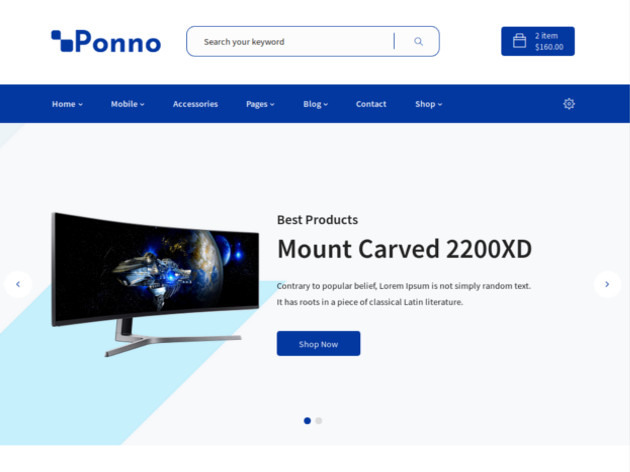 Ponno
Search your keyword
2 item
$160.00
Home
Mobile
Accessories
Pages
Blog
Contact
Shop
Best Products
Mount Carved 2200XD
Contrary to popular belief, Lorem Ipsum is not simply random text.
It has roots in a piece of classical Latin literature.
Shop Now